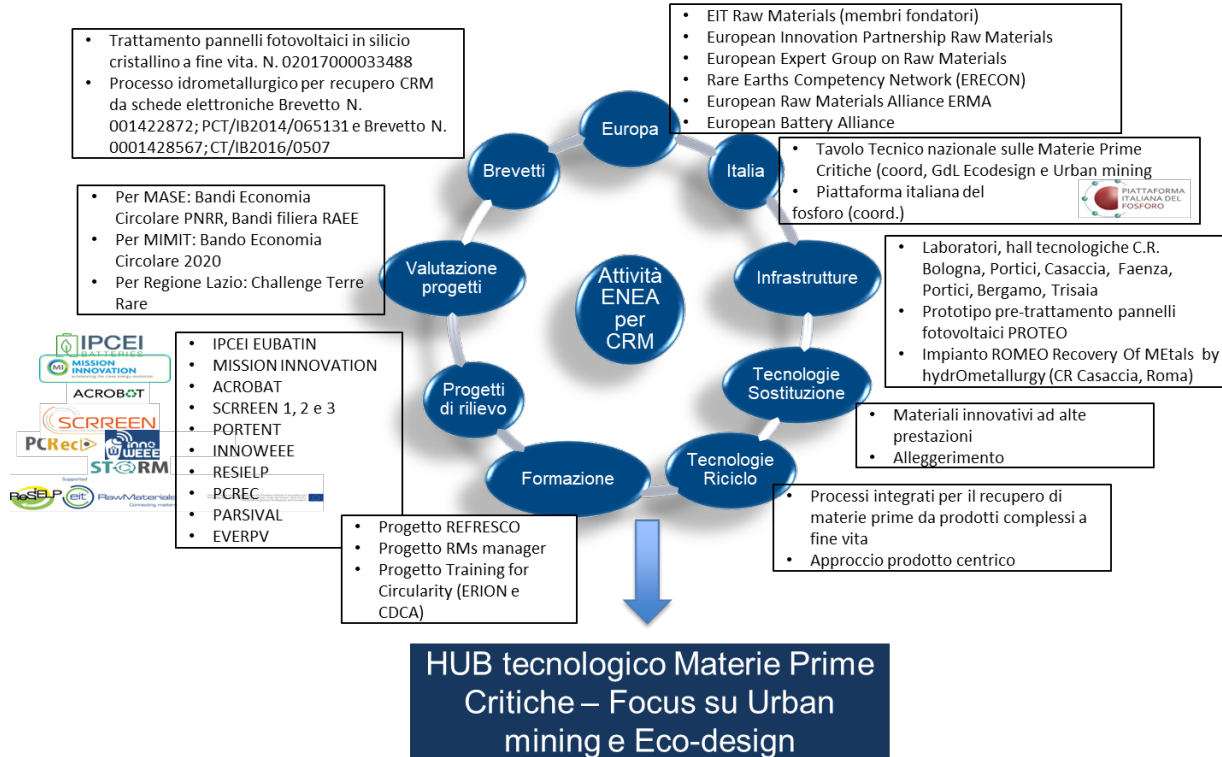 • Trattamento pannelli fotovoltaici in silicio
cristallino a fine vita. N. 02017000033488
• Processo idrometallurgico per recupero CRM
da schede elettroniche Brevetto N.
001422872; PCT/IB2014/065131 e Brevetto N.
0001428567; CT/IB2016/0507
• EIT Raw Materials (membri fondatori)
• European Innovation Partnership Raw Materials
• European Expert Group on Raw Materials
• Rare Earths Competency Network (ERECON)
• European Raw Materials Alliance ERMA
• European Battery Alliance
Europa
Brevetti
Italia
• Tavolo Tecnico nazionale sulle Materie Prime
Critiche (coord, GdL Ecodesign e Urban mining
• Piattaforma italiana del
fosforo (coord.)
PIATTAFORMA
ITALIANA DEL
FOSFORO
• Per MASE: Bandi Economia
Circolare PNRR, Bandi filiera RAEE
• Per MIMIT: Bando Economia
Circolare 2020
• Per Regione Lazio: Challenge Terre
Rare
Valutazione
progetti
Attività
ENEA
per
CRM
Infrastrutture
• Laboratori, hall tecnologiche C.R.
Bologna, Portici, Casaccia, Faenza,
Portici, Bergamo, Trisaia
• Prototipo pre-trattamento pannelli
fotovoltaici PROTEO
• Impianto ROMEO Recovery Of MEtals by
hydrOmetallurgy (CR Casaccia, Roma)
IPCEI
BATTERIES
MI MISSION
INNOVATION
accelerating the clean energy revolution
ACROBAT
SCRREEN
PCRec
inno
WEEE
STORM
Supported
ReSiELP
eit RawMaterials
Connecting matters
• IPCEI EUBATIN
• MISSION INNOVATION
• ACROBAT
• SCRREEN 1, 2 e 3
• PORTENT
• INNOWEEE
• RESIELP
• PCREC
• PARSIVAL
• EVERPV
Progetti
di rilievo
Tecnologie
Sostituzione
• Materiali innovativi ad alte
prestazioni
• Alleggerimento
Formazione
Tecnologie
Riciclo
• Processi integrati per il recupero di
materie prime da prodotti complessi a
fine vita
• Approccio prodotto centrico
• Progetto REFRESCO
• Progetto RMs manager
• Progetto Training for
Circularity (ERION e
CDCA)
HUB tecnologico Materie Prime
Critiche – Focus su Urban
mining e Eco-design